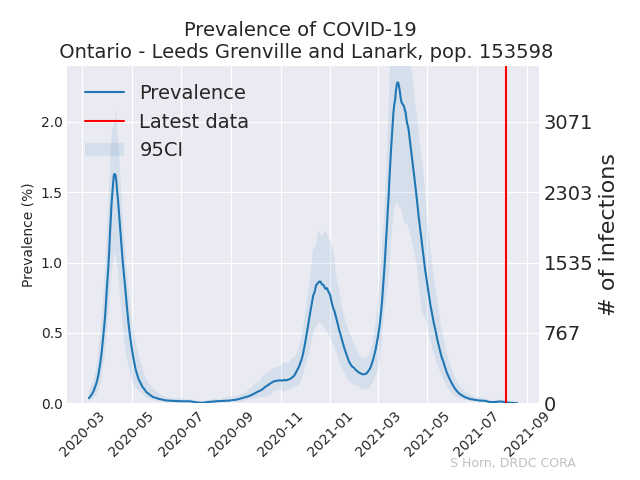 Prevalence of COVID-19
Ontario - Leeds Grenville and Lanark, pop. 153598
Prevalence
Latest data
95CI
Prevalence (%)
2.0
1.5
1.0
0.5
0.0
3071
2303
1535
767
0
# of infections
2020-03
2020-05
2020-07
2020-09
2020-11
2021-01
2021-03
2021-05
2021-07
2021-09
S Horn, DRDC CORA